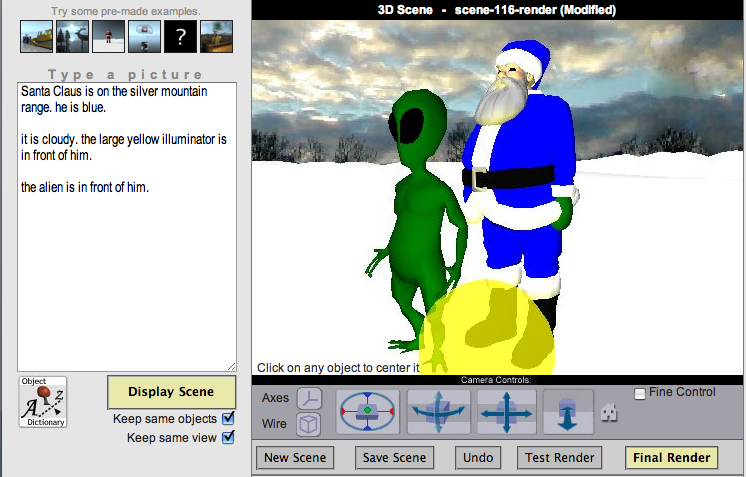 Try some pre-made examples.
?
Type a picture
Santa Claus is on the silver mountain
range. he is blue.
it is cloudy. the large yellow illuminator is
in front of him.
the alien is in front of him.
Object
A z
Dictionary
Display Scene
Keep same objects
Keep same view
3D Scene - scene-116-render (Modified)
Click on any object to center it
Camera Controls:
Axes
Wire
Fine Control
New Scene
Save Scene
Undo
Test Render
Final Render